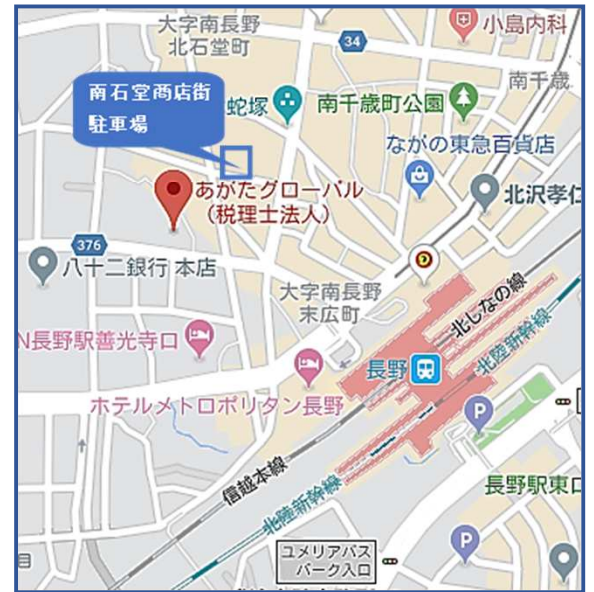 大字南長野
北石堂町
34
小島内科
南千歳
南石堂商店街
駐車場
蛇塚
南千歳町公園
ながの東急百貨店
あがたグローバル
（税理士法人）
北沢孝仁
376
八十二銀行 本店
大字南長野
末広町
北しなの線
北陸新幹線
N長野駅善光寺口
長野
ホテルメトロポリタン長野
P
信越本線
長野駅東口
北陸新幹線
ユメリアバス
パーク入口
P